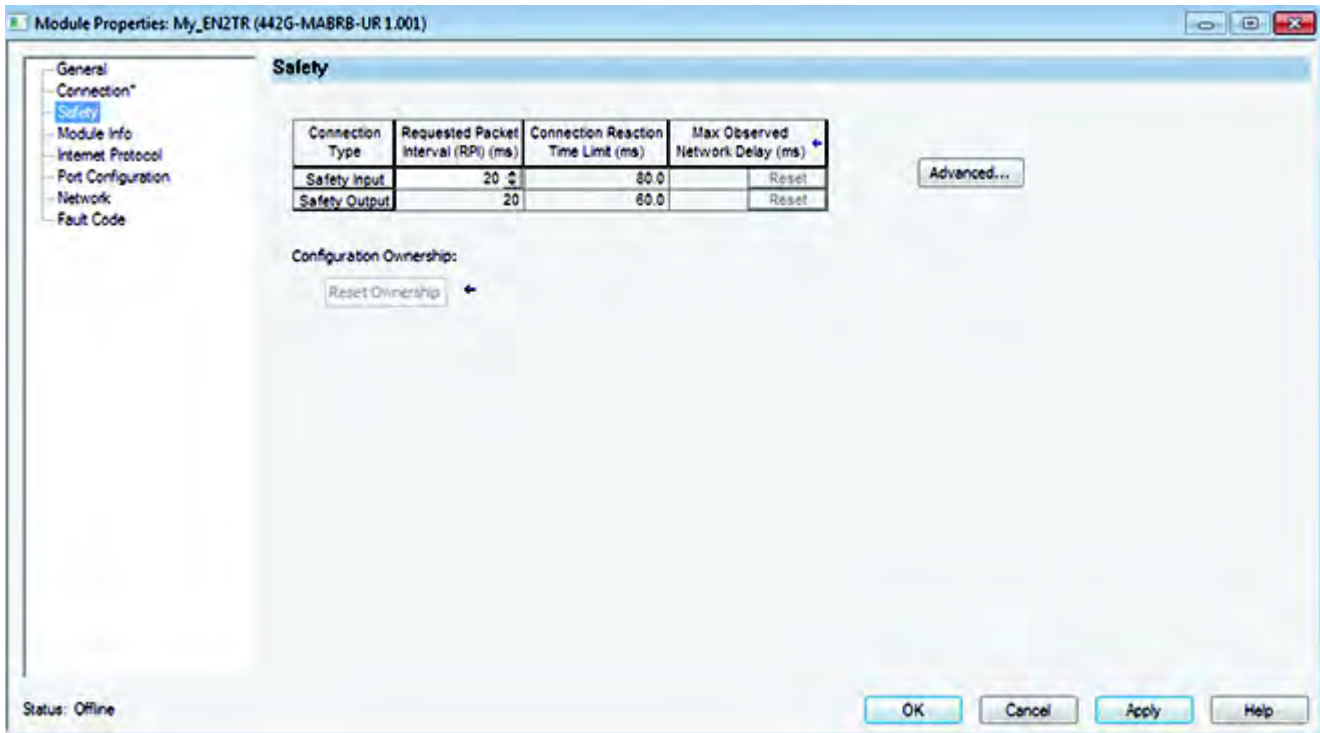 Module Properties: My_EN2TR (442G-MABRB-UR 1.001)
General
Connection*
Safety
Module Info
Internet Protocol
Port Configuration
Network
Fault Code
Safety
Connection Type Requested Packet Interval (RPI) (ms) Connection Reaction Time Limit (ms) Max Observed Network Delay (ms)
Safety Input 20 80.0 Reset
Safety Output 20 60.0 Reset
Advanced...
Configuration Ownership:
Reset Ownership
Status: Offline
OK Cancel Apply Help